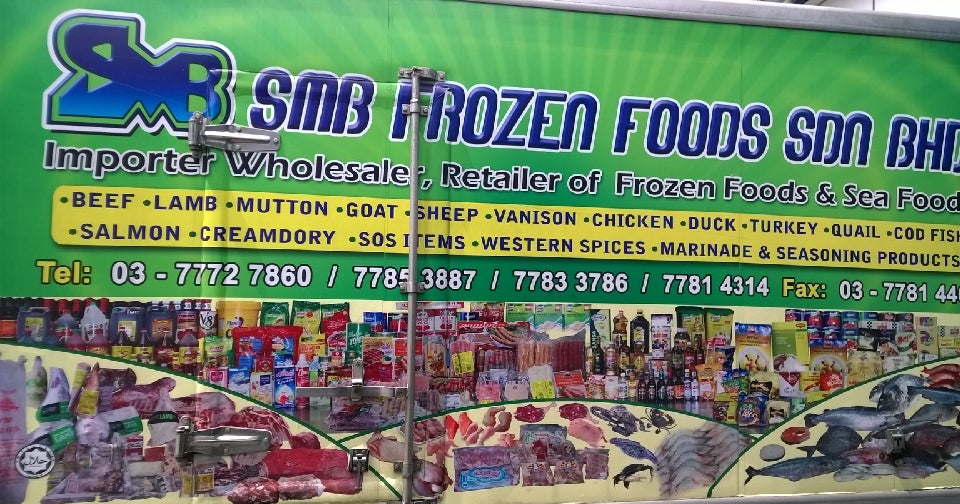 SMB SMB FROZEN FOODS SDN BHD
Importer Wholesaler, Retailer of Frozen Foods & Sea Food
•BEEF •LAMB •MUTTON •GOAT •SHEEP •VANISON •CHICKEN •DUCK •TURKEY •QUAIL •COD FISH
•SALMON •CREAMDORY •SOS ITEMS •WESTERN SPICES •MARINADE & SEASONING PRODUCTS
Tel: 03 - 7772 7860 / 7785 3887 / 7783 3786 / 7781 4314 Fax: 03 - 7781